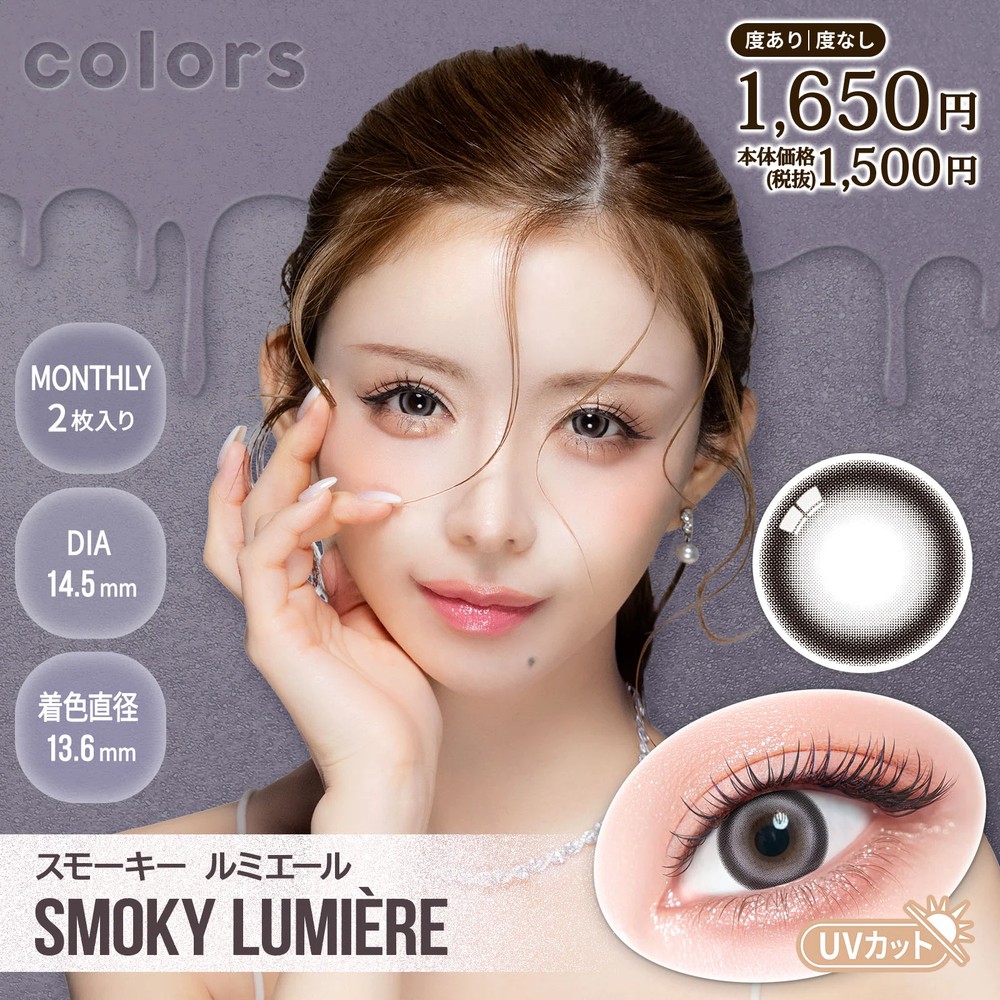 colors
度あり|度なし
1,650円
本体価格
(税抜)1,500円
MONTHLY
2枚入り
DIA
14.5mm
着色直径
13.6mm
スモーキー ルミエール
SMOKY LUMIÈRE
UVカット